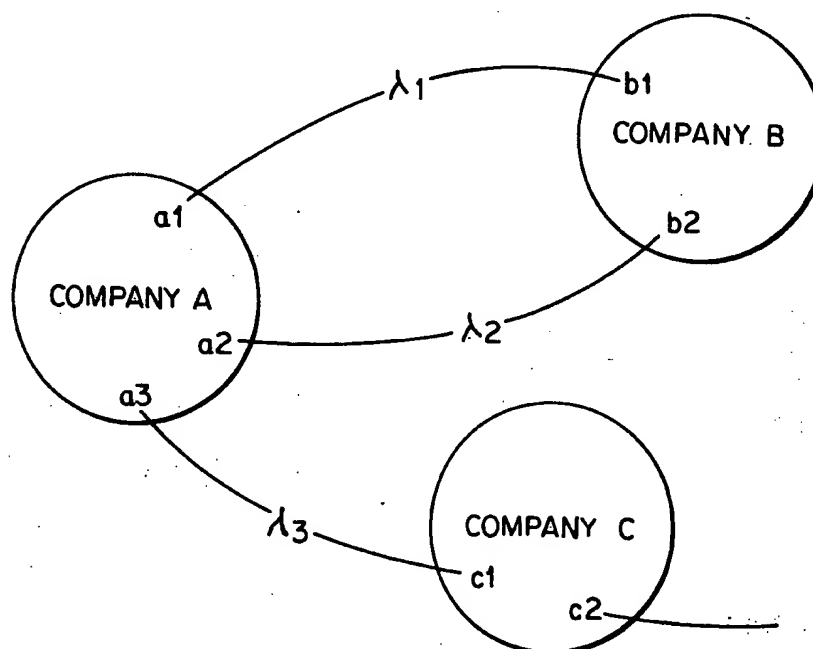 λ1
b1
COMPANY B
a1
b2
COMPANY A
a2
λ2
a3
COMPANY C
λ3
c1
c2